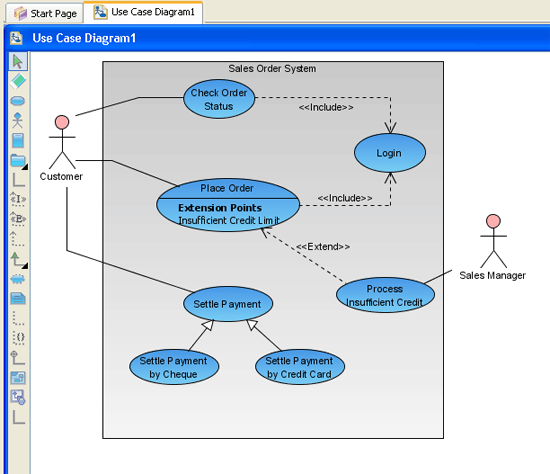 Start Page
Use Case Diagram1
Use Case Diagram1
Sales Order System
Check Order
Status
<<Include>>
Login
Customer
Place Order
Extension Points
Insufficient Credit Limit
<<Include>>
<<Extend>>
Sales Manager
Process
Insufficient Credit
Settle Payment
Settle Payment
by Cheque
Settle Payment
by Credit Card